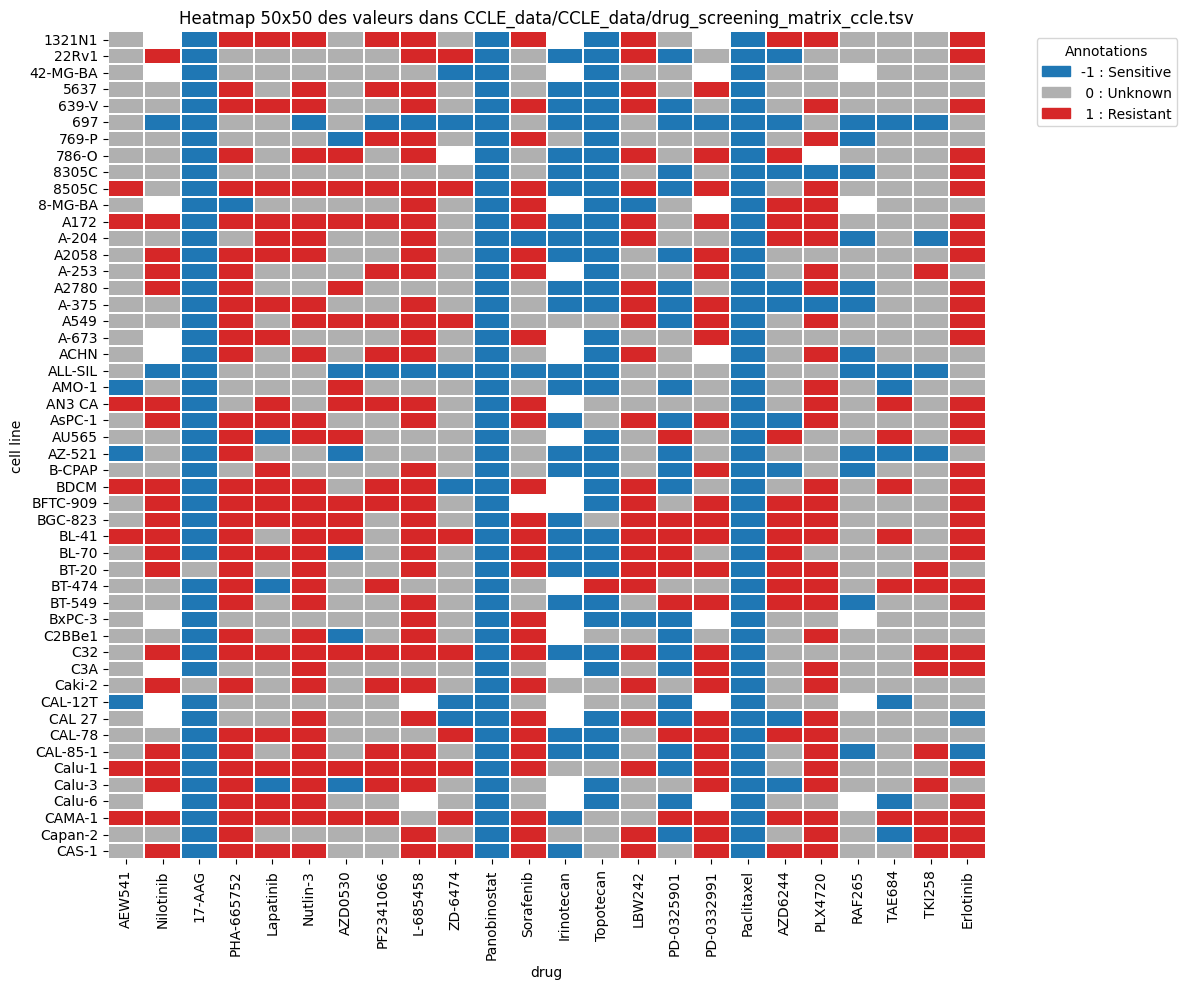 Heatmap 50x50 des valeurs dans CCLE_data/CCLE_data/drug_screening_matrix_ccle.tsv
Annotations
-1 : Sensitive
0 : Unknown
1 : Resistant
cell line
1321N1
22Rv1
42-MG-BA
5637
639-V
697
769-P
786-O
8305C
8505C
8-MG-BA
A172
A-204
A2058
A-253
A2780
A-375
A549
A-673
ACHN
ALL-SIL
AMO-1
AN3 CA
AsPC-1
AU565
AZ-521
B-CPAP
BDCM
BFTC-909
BGC-823
BL-41
BL-70
BT-20
BT-474
BT-549
BxPC-3
C2BBe1
C32
C3A
Caki-2
CAL-12T
CAL 27
CAL-78
CAL-85-1
Calu-1
Calu-3
Calu-6
CAMA-1
Capan-2
CAS-1
AEW541
Nilotinib
17-AAG
PHA-665752
Lapatinib
Nutlin-3
AZD0530
PF2341066
L-685458
ZD-6474
Panobinostat
Sorafenib
Irinotecan
Topotecan
LBW242
PD-0325901
PD-0332991
Paclitaxel
AZD6244
PLX4720
RAF265
TAE684
TKI258
Erlotinib
drug